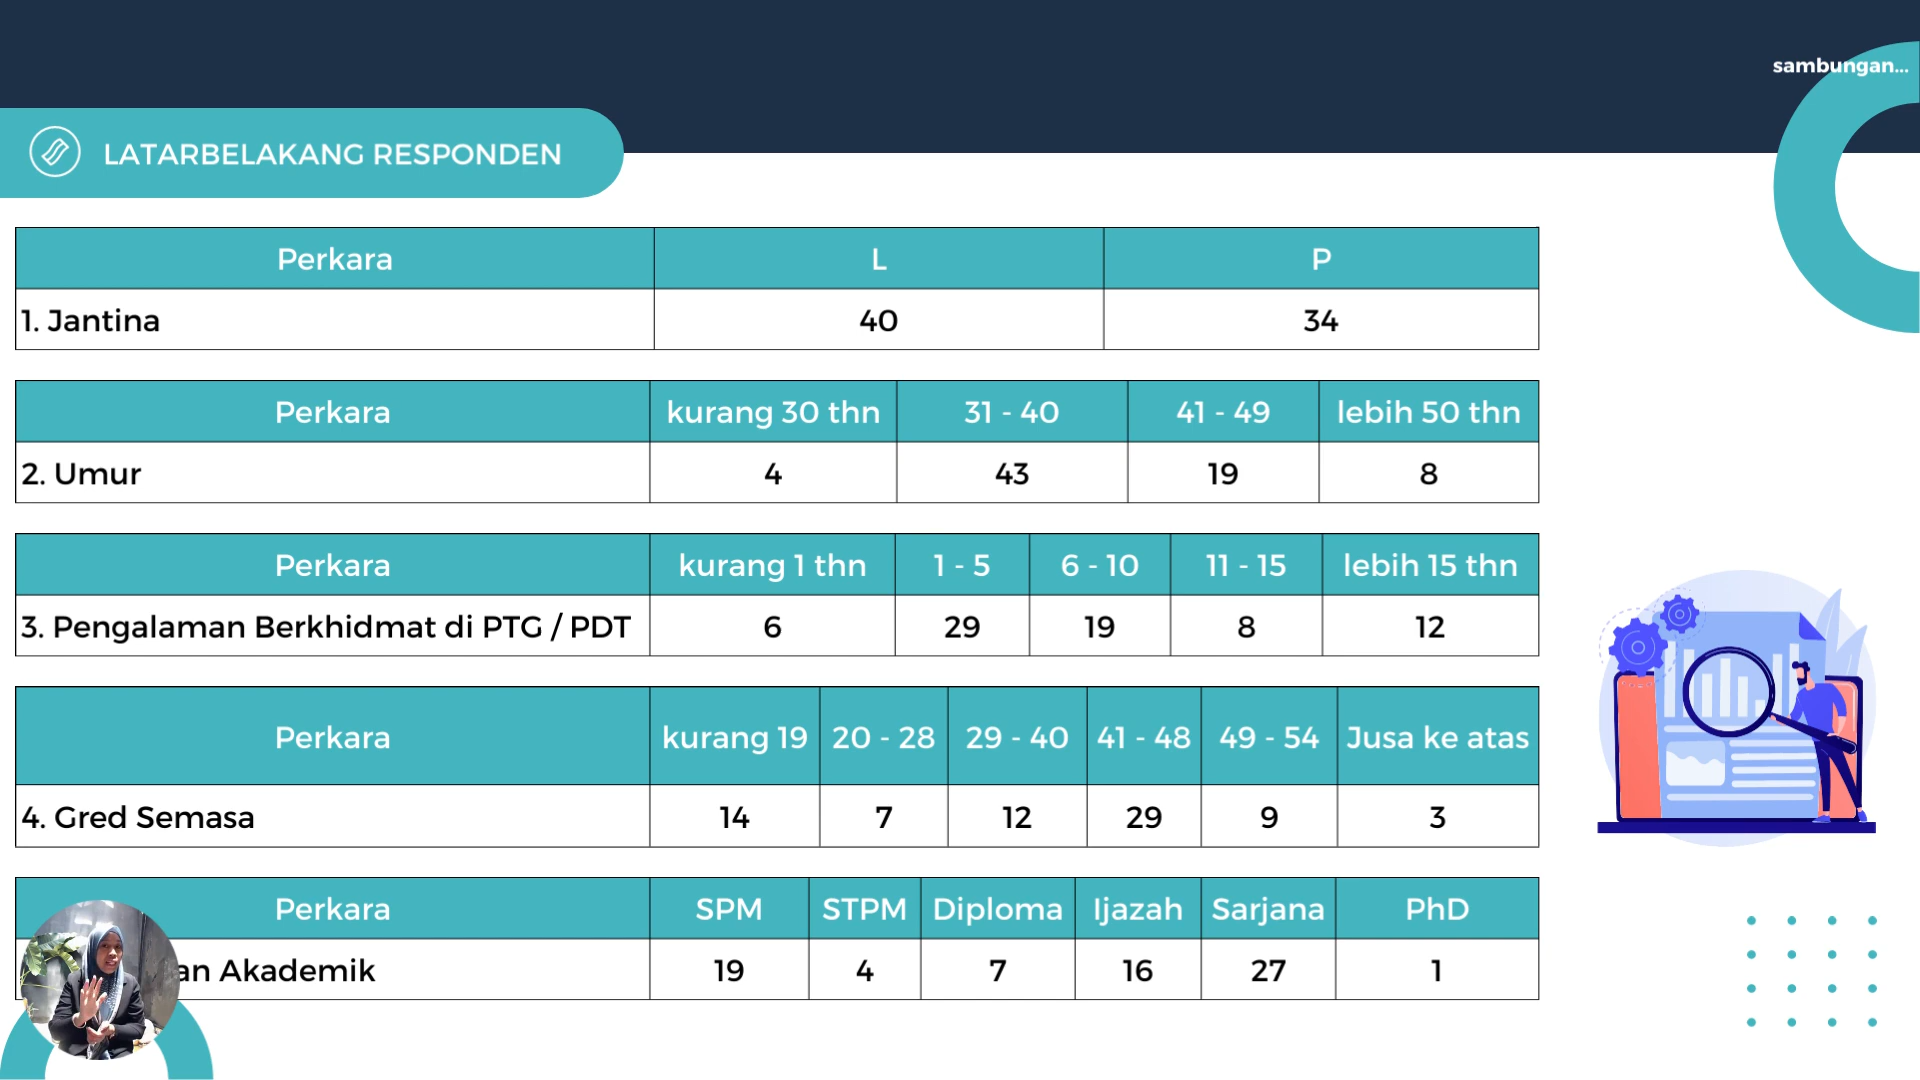 sambungan...
LATARBELAKANG RESPONDEN
Perkara L P
1. Jantina 40 34
Perkara kurang 30 thn 31 - 40 41 - 49 lebih 50 thn
2. Umur 4 43 19 8
Perkara kurang 1 thn 1 - 5 6 - 10 11 - 15 lebih 15 thn
3. Pengalaman Berkhidmat di PTG / PDT 6 29 19 8 12
Perkara kurang 19 20 - 28 29 - 40 41 - 48 49 - 54 Jusa ke atas
4. Gred Semasa 14 7 12 29 9 3
Perkara SPM STPM Diploma Ijazah Sarjana PhD
Akademik 19 4 7 16 27 1